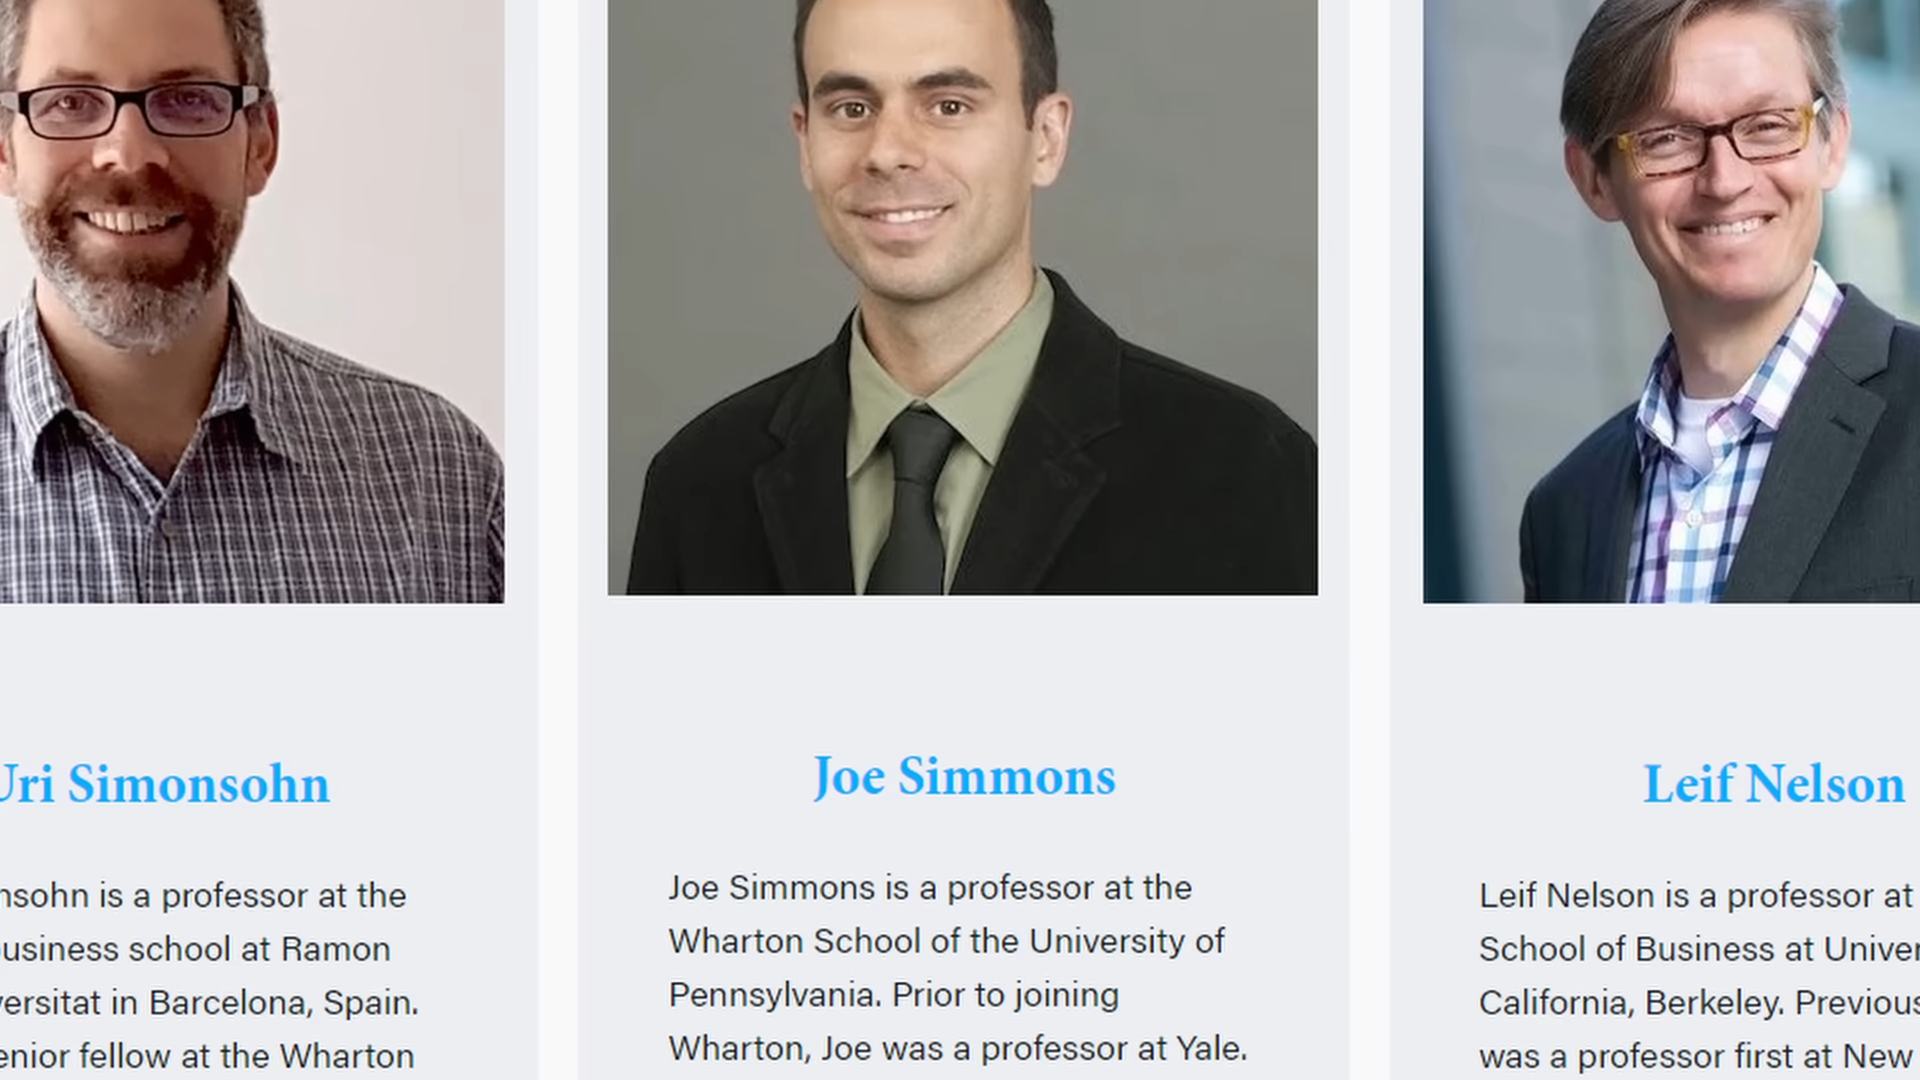 Uri Simonsohn
nsohn is a professor at the
business school at Ramon
versitat in Barcelona, Spain.
enior fellow at the Wharton
Joe Simmons
Joe Simmons is a professor at the
Wharton School of the University of
Pennsylvania. Prior to joining
Wharton, Joe was a professor at Yale.
Leif Nelson
Leif Nelson is a professor at
School of Business at Univer
California, Berkeley. Previous
was a professor first at New